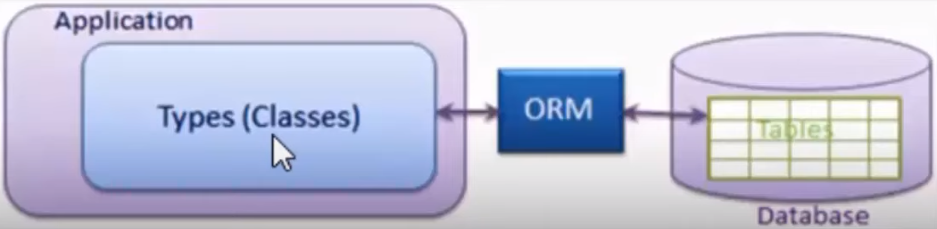 Application
Types (Classes)
ORM
Tables
Database